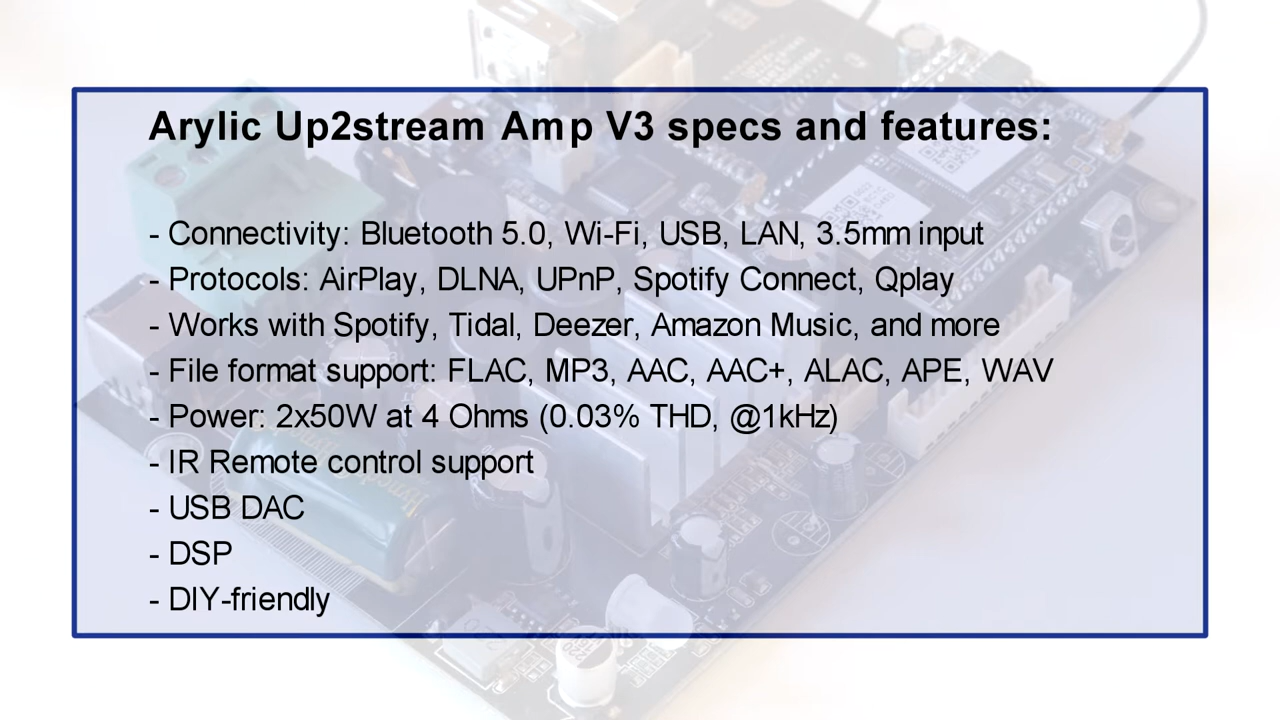 Arylic Up2stream Amp V3 specs and features:
- Connectivity: Bluetooth 5.0, Wi-Fi, USB, LAN, 3.5mm input
- Protocols: AirPlay, DLNA, UPnP, Spotify Connect, Qplay
- Works with Spotify, Tidal, Deezer, Amazon Music, and more
- File format support: FLAC, MP3, AAC, AAC+, ALAC, APE, WAV
- Power: 2x50W at 4 Ohms (0.03% THD, @1kHz)
- IR Remote control support
- USB DAC
- DSP
- DIY-friendly